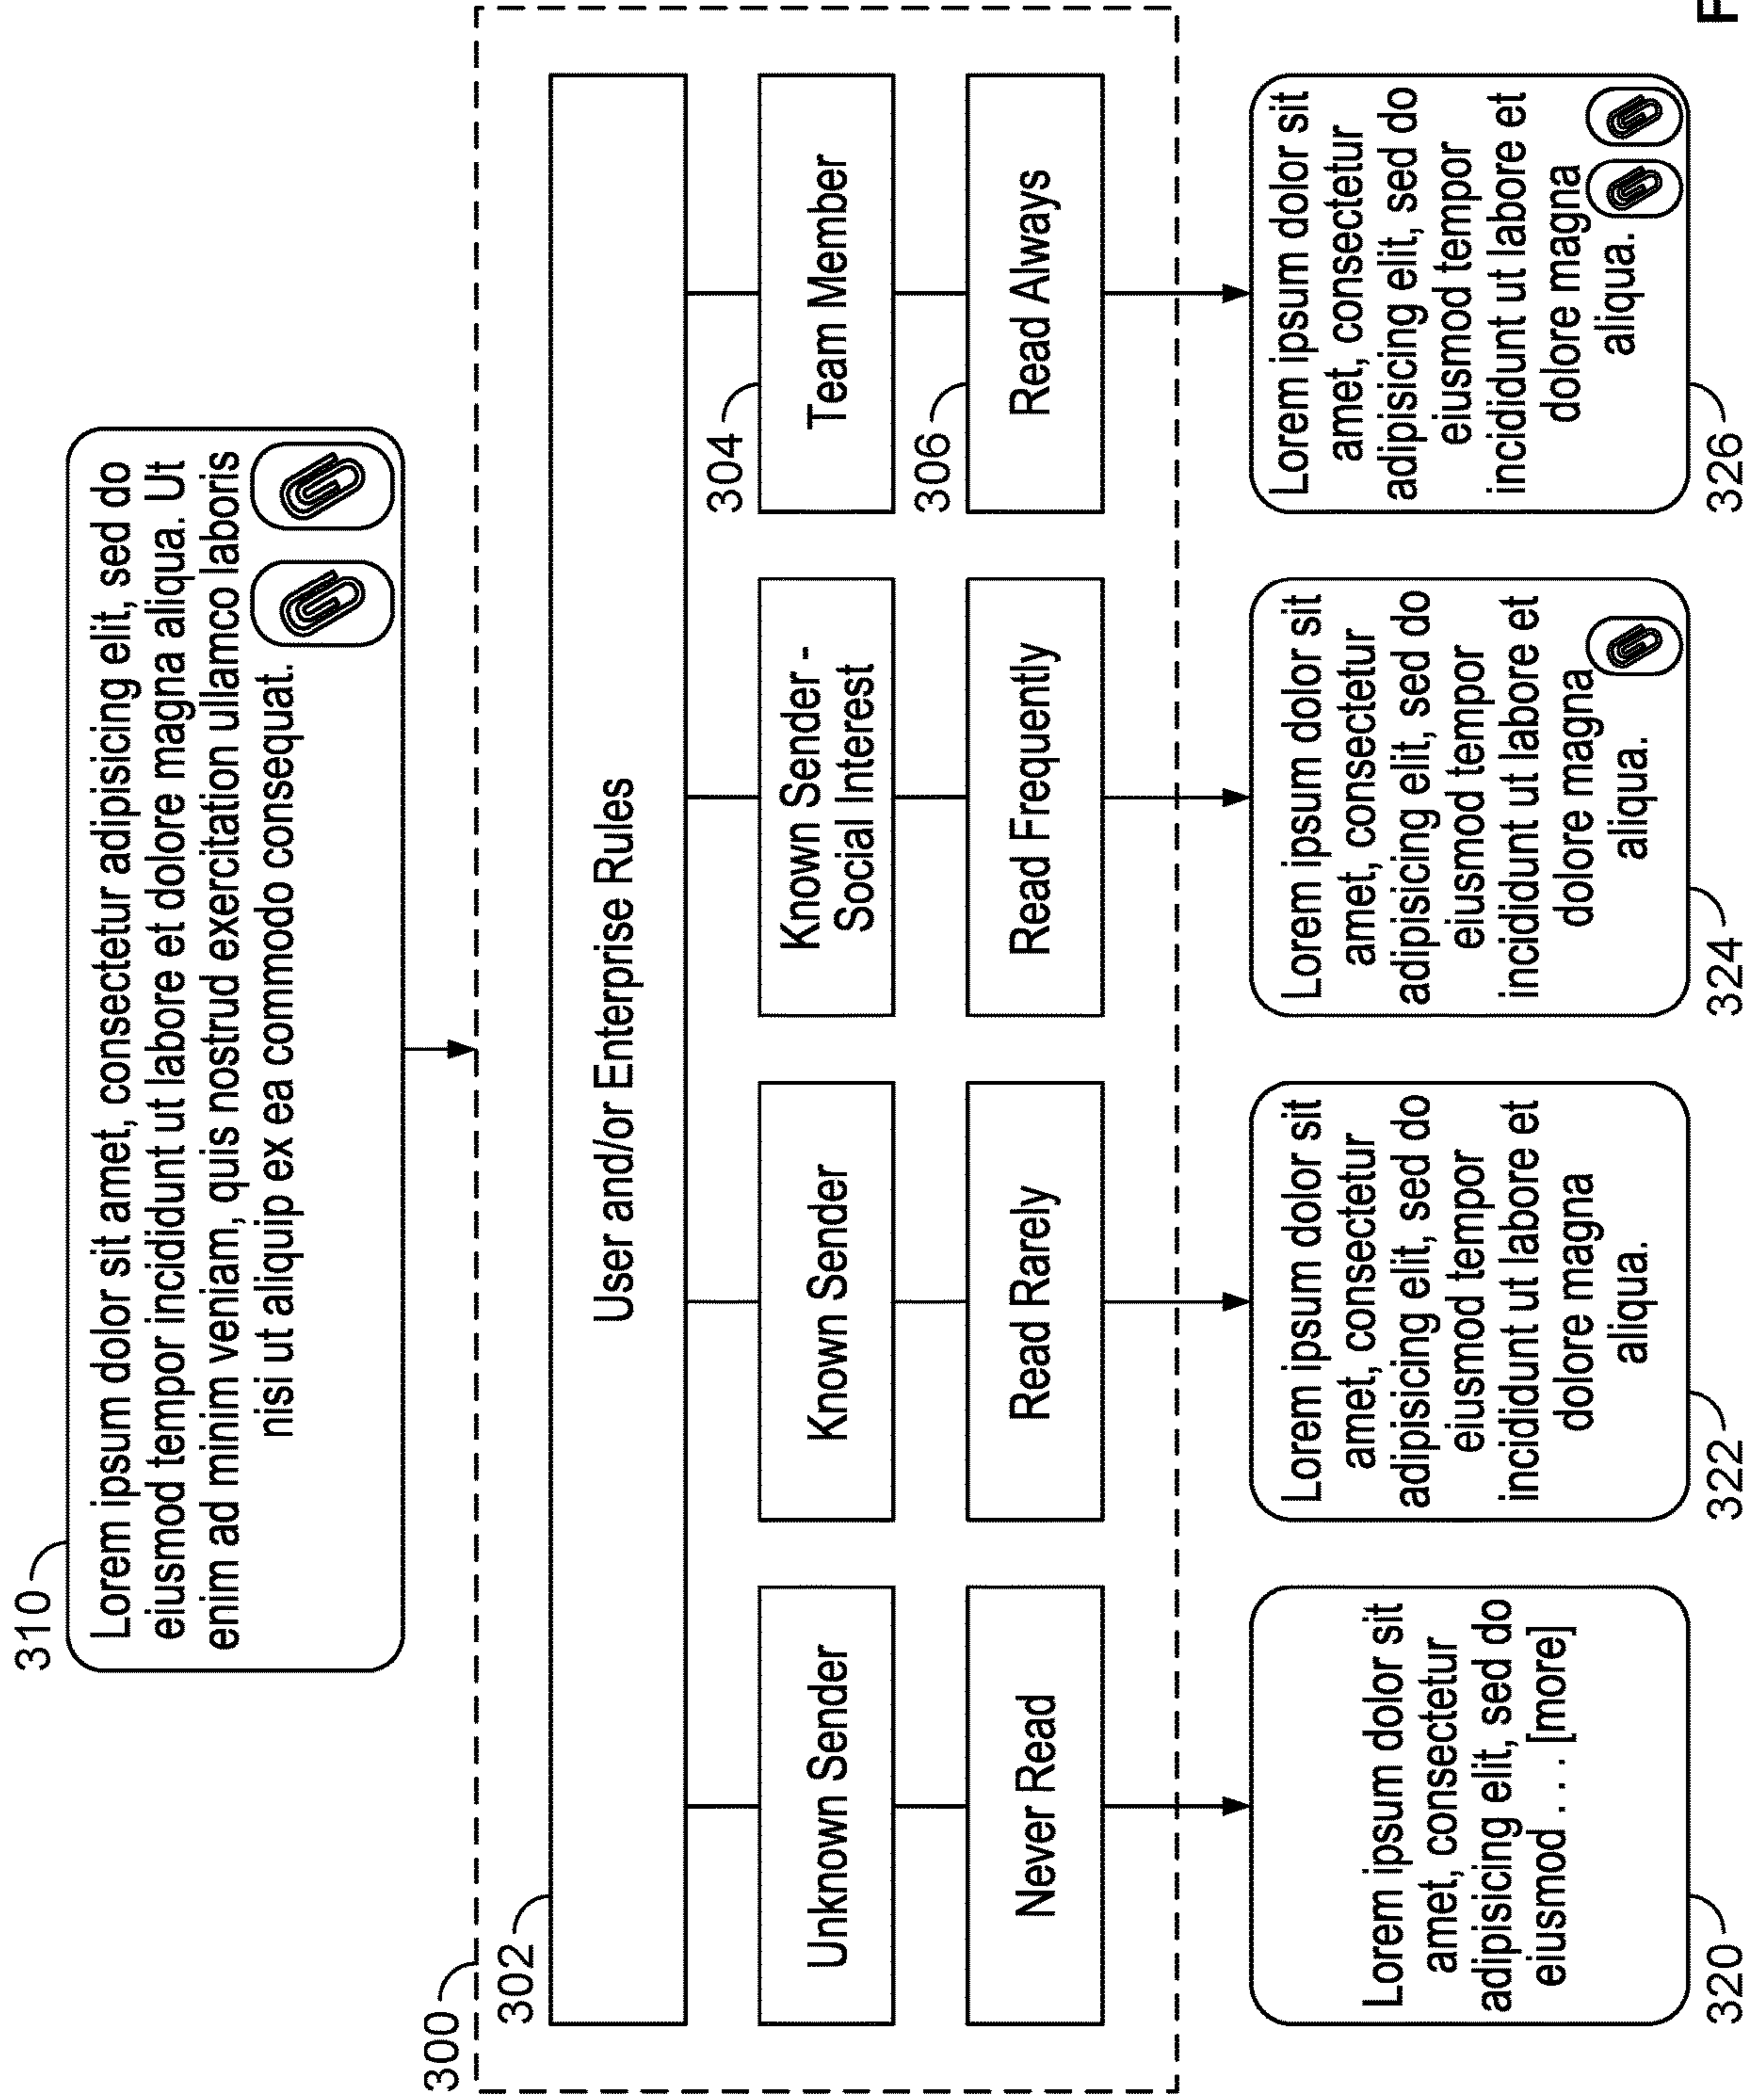 310
Lorem ipsum dolor sit amet, consectetur adipisicing elit, sed do
eiusmod tempor incididunt ut labore et dolore magna aliqua. Ut
enim ad minim veniam, quis nostrud exercitation ullamco laboris
nisi ut aliquip ex ea commodo consequat.
300
302
User and/or Enterprise Rules
Unknown Sender
Known Sender
Known Sender -
Social Interest
304
Team Member
Never Read
Read Rarely
Read Frequently
306
Read Always
Lorem ipsum dolor sit
amet, consectetur
adipisicing elit, sed do
eiusmod . . . [more]
320
Lorem ipsum dolor sit
amet, consectetur
adipisicing elit, sed do
eiusmod tempor
incididunt ut labore et
dolore magna
aliqua.
322
Lorem ipsum dolor sit
amet, consectetur
adipisicing elit, sed do
eiusmod tempor
incididunt ut labore et
dolore magna
aliqua.
324
Lorem ipsum dolor sit
amet, consectetur
adipisicing elit, sed do
eiusmod tempor
incididunt ut labore et
dolore magna
aliqua.
326